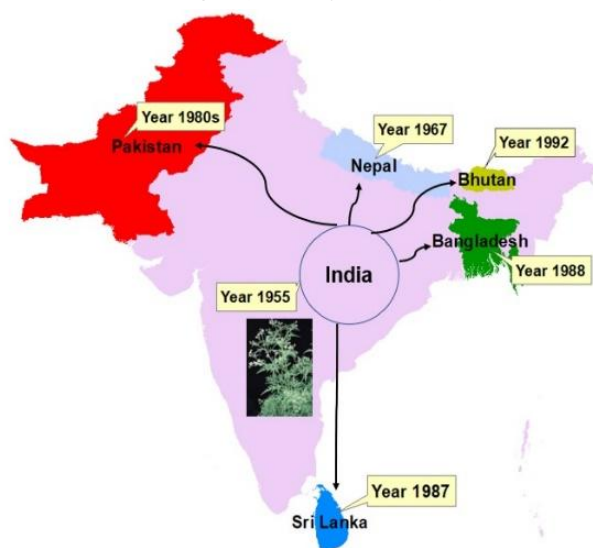 Year 1980s
Pakistan
Year 1967
Nepal
Year 1992
Bhutan
Bangladesh
Year 1988
India
Year 1955
Year 1987
Sri Lanka